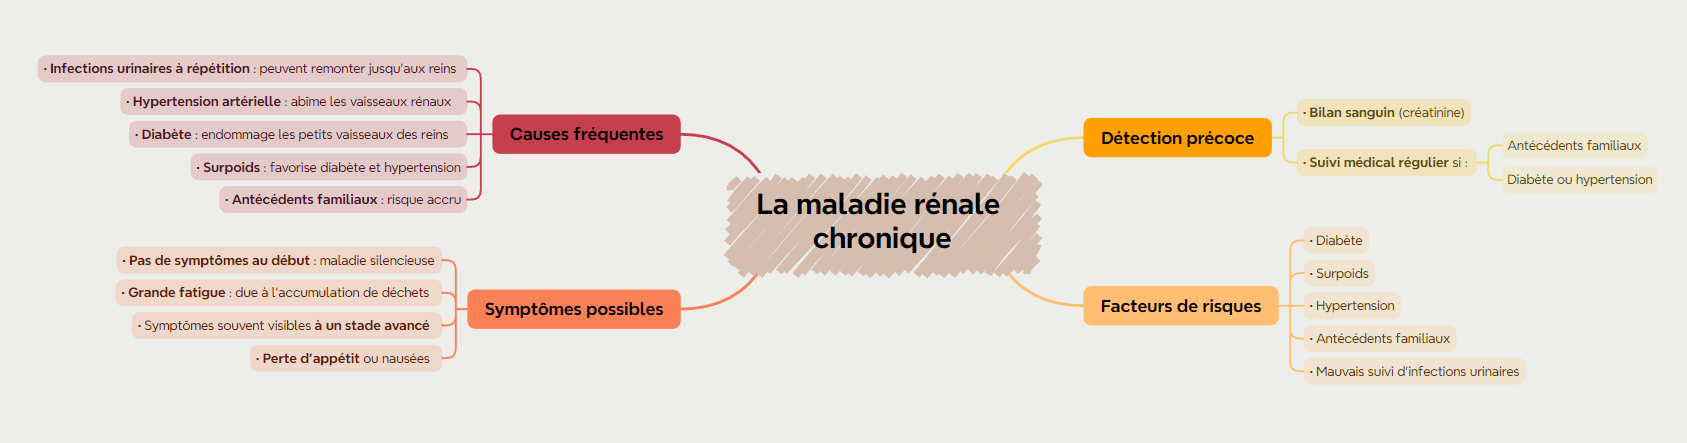 La maladie rénale
chronique
Causes fréquentes
· Infections urinaires à répétition : peuvent remonter jusqu'aux reins
· Hypertension artérielle : abîme les vaisseaux rénaux
· Diabète : endommage les petits vaisseaux des reins
· Surpoids : favorise diabète et hypertension
· Antécédents familiaux : risque accru
Symptômes possibles
· Pas de symptômes au début : maladie silencieuse
· Grande fatigue : due à l'accumulation de déchets
· Symptômes souvent visibles à un stade avancé
· Perte d'appétit ou nausées
Détection précoce
· Bilan sanguin (créatinine)
· Suivi médical régulier si :
Antécédents familiaux
Diabète ou hypertension
Facteurs de risques
· Diabète
· Surpoids
· Hypertension
· Antécédents familiaux
· Mauvais suivi d'infections urinaires